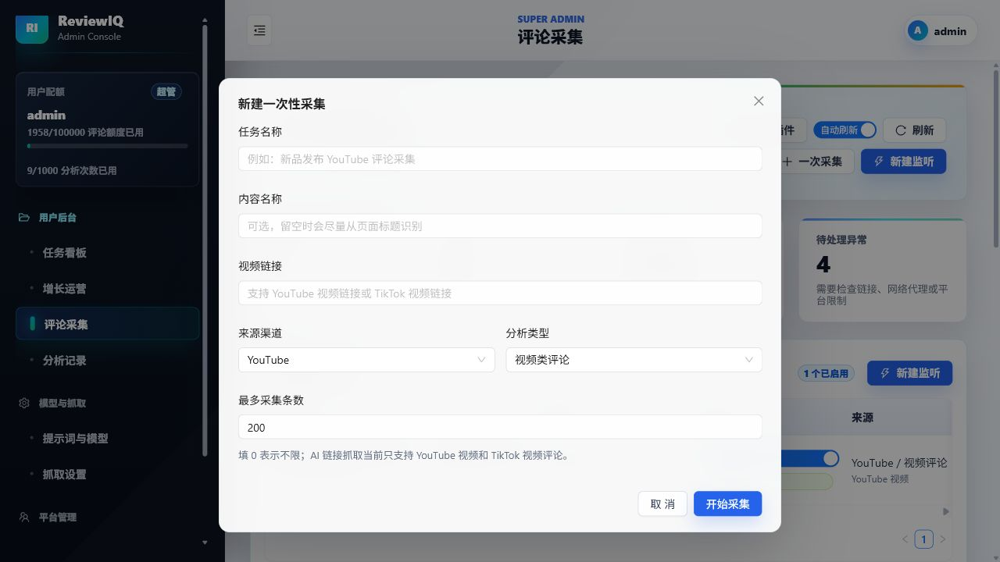 RI
ReviewIQ
Admin Console
用户配额
超管
admin
1958/100000 评论额度已用
9/1000 分析次数已用
用户后台
任务看板
增长运营
评论采集
分析记录
模型与抓取
提示词与模型
抓取设置
平台管理
SUPER ADMIN
评论采集
A
admin
件
自动刷新
刷新
一次采集
新建监听
待处理异常
4
需要检查链接、网络代理或平
台限制
1 个已启用
新建监听
来源
YouTube / 视频评论
YouTube 视频
1
新建一次性采集
任务名称
例如：新品发布 YouTube 评论采集
内容名称
可选，留空时会尽量从页面标题识别
视频链接
支持 YouTube 视频链接或 TikTok 视频链接
来源渠道
分析类型
YouTube
视频类评论
最多采集条数
200
填 0 表示不限；AI 链接抓取当前只支持 YouTube 视频和 TikTok 视频评论。
取 消
开始采集